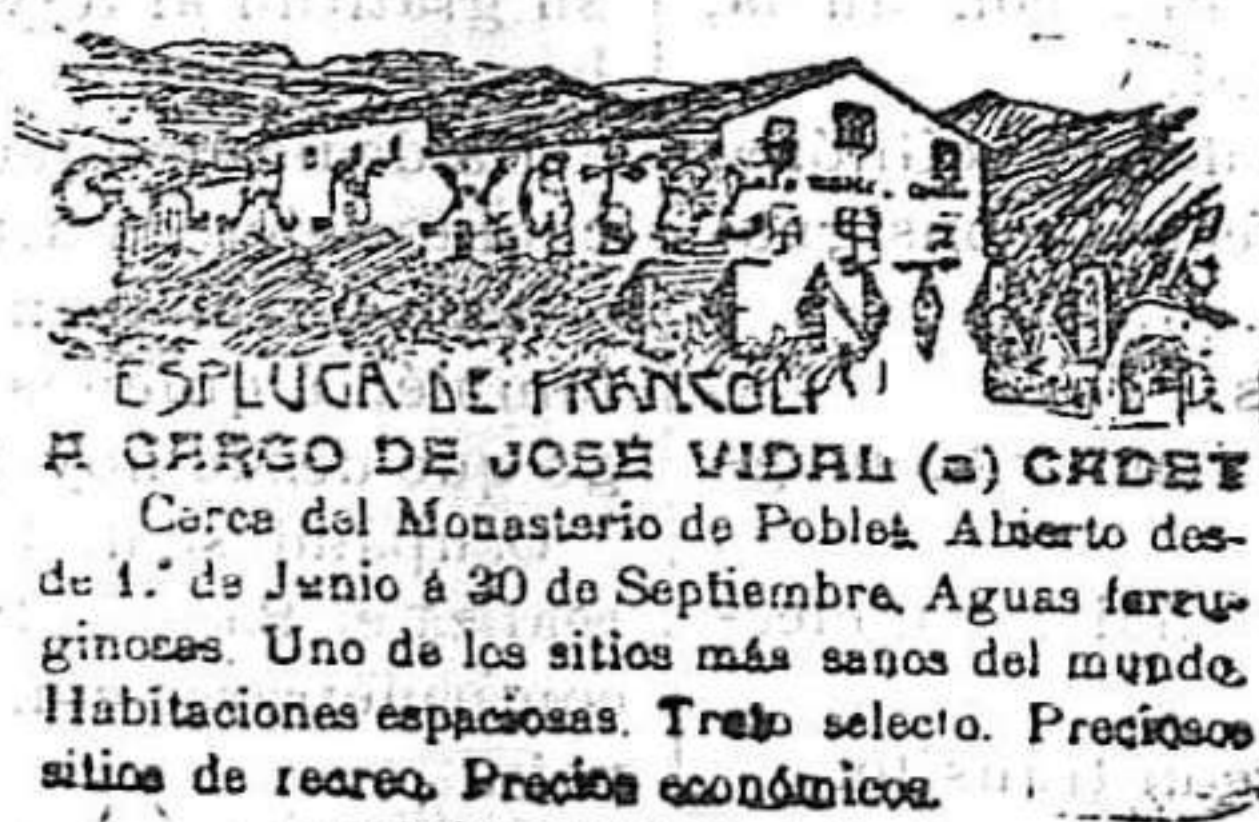 ESPLUGA DE FRANCOLI
A CARGO DE JOSÉ VIDAL (a) CADET
Cerca del Monasterio de Poblet. Abierto des-
de 1.° de Junio á 30 de Septiembre. Aguas ferru-
ginosas. Uno de los sitios más sanos del mundo.
Habitaciones espaciosas. Trato selecto. Preciosos
sitios de recreo. Precios económicos.